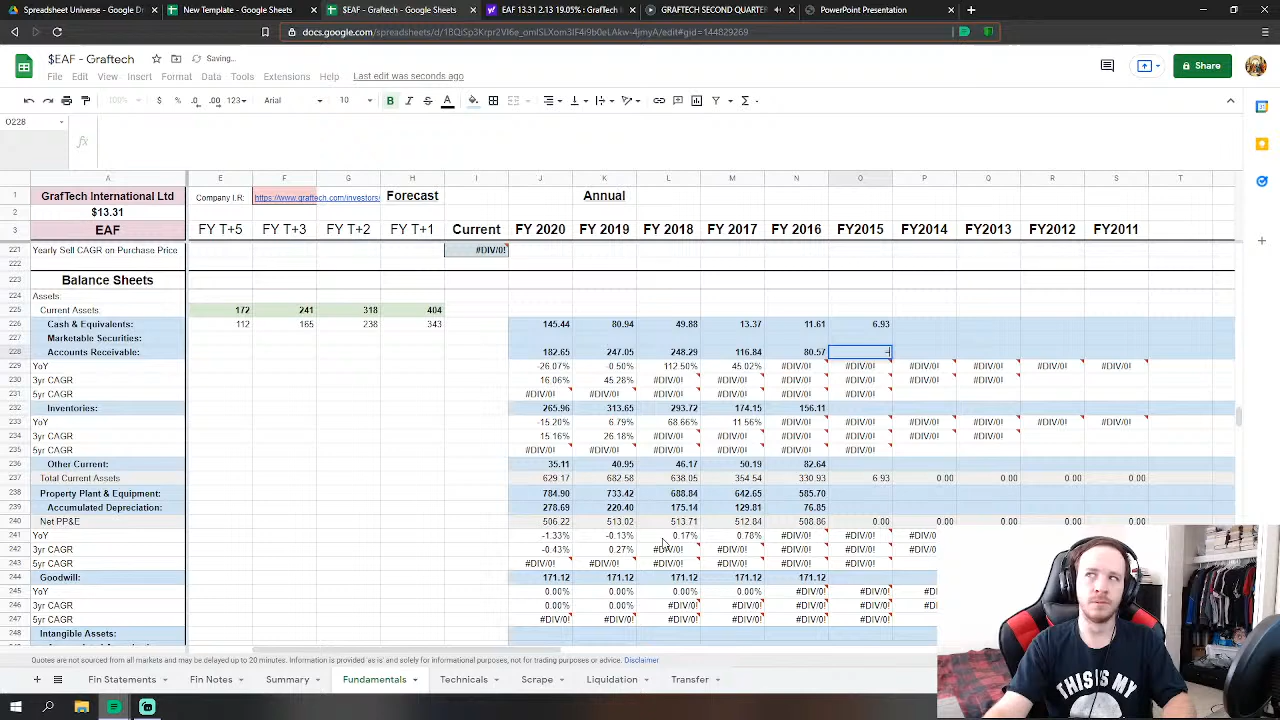 Spreadsheet Universe - Google Dr
New Template - Google Sheets
$EAF - Graftech - Google Sheets
EAF 13.31 2.13 19.05% : GrafTech
GRAFTECH SECOND QUARTER
PowerPoint Presentation
$EAF - Graftech
Saving...
File Edit View Insert Format Data Tools Extensions Help Last edit was seconds ago
Share
100% $ % .0 .00 123 Arial 10 B I S A
O228
fx
A E F G H I J K L M N O P Q R S T U
1 GrafTech International Ltd Company I.R: https://www.graftech.com/investors/ Forecast Annual
2 $13.31
3 EAF FY T+5 FY T+3 FY T+2 FY T+1 Current FY 2020 FY 2019 FY 2018 FY 2017 FY 2016 FY2015 FY2014 FY2013 FY2012 FY2011
221 Yearly Sell CAGR on Purchase Price #DIV/0!
222
223 Balance Sheets
224 Assets:
225 Current Assets: 172 241 318 404
226 Cash & Equivalents: 112 165 238 343 145.44 80.94 49.88 13.37 11.61 6.93
227 Marketable Securities:
228 Accounts Receivable: 182.65 247.05 248.29 116.84 80.57
229 YoY -26.07% -0.50% 112.50% 45.02% #DIV/0! #DIV/0! #DIV/0! #DIV/0! #DIV/0! #DIV/0!
230 3yr CAGR 16.06% 45.28% #DIV/0! #DIV/0! #DIV/0! #DIV/0! #DIV/0! #DIV/0!
231 5yr CAGR #DIV/0! #DIV/0! #DIV/0! #DIV/0! #DIV/0! #DIV/0!
232 Inventories: 265.96 313.65 293.72 174.15 156.11
233 YoY -15.20% 6.79% 68.66% 11.56% #DIV/0! #DIV/0! #DIV/0! #DIV/0! #DIV/0! #DIV/0!
234 3yr CAGR 15.16% 26.18% #DIV/0! #DIV/0! #DIV/0! #DIV/0! #DIV/0! #DIV/0!
235 5yr CAGR #DIV/0! #DIV/0! #DIV/0! #DIV/0! #DIV/0! #DIV/0!
236 Other Current: 35.11 40.95 46.17 50.19 82.64
237 Total Current Assets 629.17 682.58 638.05 354.54 330.93 6.93 0.00 0.00 0.00 0.00
238 Property Plant & Equipment: 784.90 733.42 688.84 642.65 585.70
239 Accumulated Depreciation: 278.69 220.40 175.14 129.81 76.85
240 Net PP&E 506.22 513.02 513.71 512.84 508.86 0.00
241 YoY 1.33% -0.13% 0.17% 0.78% #DIV/0! #DIV/0!
242 3yr CAGR -0.43% 0.27% #DIV/0! #DIV/0! #DIV/0! #DIV/0!
243 5yr CAGR #DIV/0! #DIV/0! #DIV/0! #DIV/0! #DIV/0! #DIV/0!
244 Goodwill: 171.12 171.12 171.12 171.12 171.12
245 YoY 0.00% 0.00% 0.00% 0.00% #DIV/0! #DIV/0!
246 3yr CAGR 0.00% 0.00% #DIV/0! #DIV/0! #DIV/0! #DIV/0!
247 5yr CAGR #DIV/0! #DIV/0! #DIV/0! #DIV/0! #DIV/0! #DIV/0!
248 Intangible Assets:
Quotes are not sourced from all markets and may be delayed up to 20 minutes. Information is provided 'as is' and solely for informational purposes, not for trading purposes or advice. Disclaimer
Fin Statements Fin Notes Summary Fundamentals Technicals Scrape Liquidation Transfer
THIS IS MY